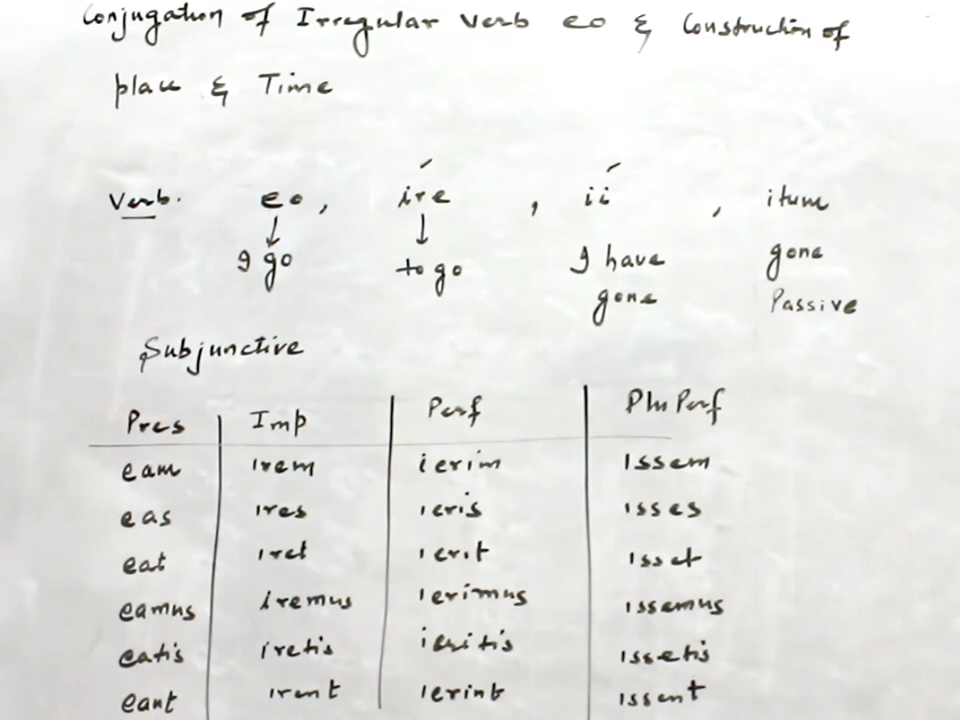 Conjugation of Irregular Verb eo & Construction of
place & Time
Verb. eo, ire, ii, itum
I go to go I have gone
gone Passive
Subjunctive
Pres Imp Perf PluPerf
eam irem ierim issem
eas ires ieris isses
eat iret ierit isset
eamus iremus ierimus issemus
eatis iretis ieritis issetis
eant irent ierint issent